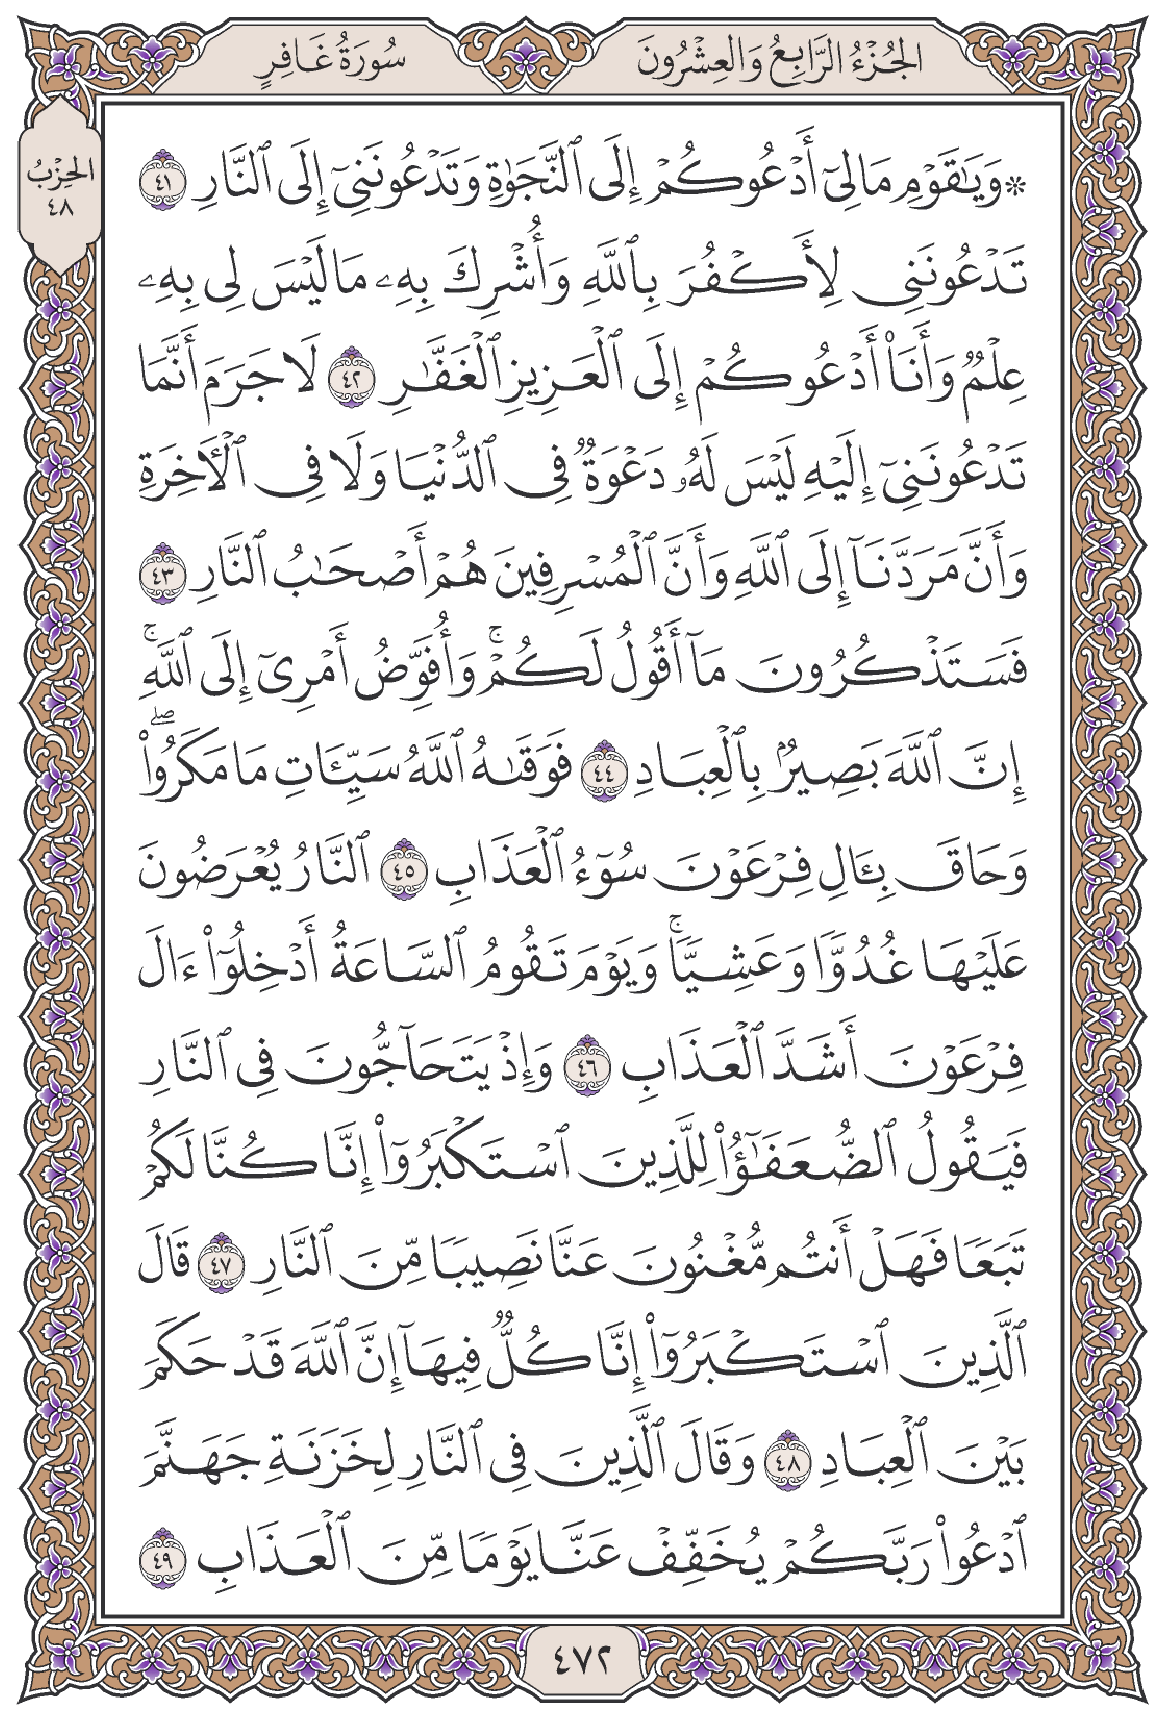 الجُزْءُ الرَّابِعُ وَالعِشْرُونَ
سُورَةُ غَافِرٍ
الحِزْبُ
٤٨
۞ وَيَٰقَوْمِ مَا لِيٓ أَدْعُوكُمْ إِلَى ٱلنَّجَوٰةِ وَتَدْعُونَنِيٓ إِلَى ٱلنَّارِ ٤١
تَدْعُونَنِي لِأَكْفُرَ بِٱللَّهِ وَأُشْرِكَ بِهِۦ مَا لَيْسَ لِي بِهِۦ
عِلْمٌ وَأَنَا۠ أَدْعُوكُمْ إِلَى ٱلْعَزِيزِ ٱلْغَفَّٰرِ ٤٢ لَا جَرَمَ أَنَّمَا
تَدْعُونَنِيٓ إِلَيْهِ لَيْسَ لَهُۥ دَعْوَةٌ فِي ٱلدُّنْيَا وَلَا فِي ٱلْأٓخِرَةِ
وَأَنَّ مَرَدَّنَآ إِلَى ٱللَّهِ وَأَنَّ ٱلْمُسْرِفِينَ هُمْ أَصْحَٰبُ ٱلنَّارِ ٤٣
فَسَتَذْكُرُونَ مَآ أَقُولُ لَكُمْۚ وَأُفَوِّضُ أَمْرِيٓ إِلَى ٱللَّهِۚ
إِنَّ ٱللَّهَ بَصِيرٌۢ بِٱلْعِبَادِ ٤٤ فَوَقَىٰهُ ٱللَّهُ سَيِّـَٔاتِ مَا مَكَرُوا۟ۖ
وَحَاقَ بِـَٔالِ فِرْعَوْنَ سُوٓءُ ٱلْعَذَابِ ٤٥ ٱلنَّارُ يُعْرَضُونَ
عَلَيْهَا غُدُوًّا وَعَشِيًّاۚ وَيَوْمَ تَقُومُ ٱلسَّاعَةُ أَدْخِلُوٓا۟ ءَالَ
فِرْعَوْنَ أَشَدَّ ٱلْعَذَابِ ٤٦ وَإِذْ يَتَحَآجُّونَ فِي ٱلنَّارِ
فَيَقُولُ ٱلضُّعَفَٰٓؤُا۟ لِلَّذِينَ ٱسْتَكْبَرُوٓا۟ إِنَّا كُنَّا لَكُمْ
تَبَعًا فَهَلْ أَنتُم مُّغْنُونَ عَنَّا نَصِيبًا مِّنَ ٱلنَّارِ ٤٧ قَالَ
ٱلَّذِينَ ٱسْتَكْبَرُوٓا۟ إِنَّا كُلٌّ فِيهَآ إِنَّ ٱللَّهَ قَدْ حَكَمَ
بَيْنَ ٱلْعِبَادِ ٤٨ وَقَالَ ٱلَّذِينَ فِي ٱلنَّارِ لِخَزَنَةِ جَهَنَّمَ
ٱدْعُوا۟ رَبَّكُمْ يُخَفِّفْ عَنَّا يَوْمًا مِّنَ ٱلْعَذَابِ ٤٩
٤٧٢